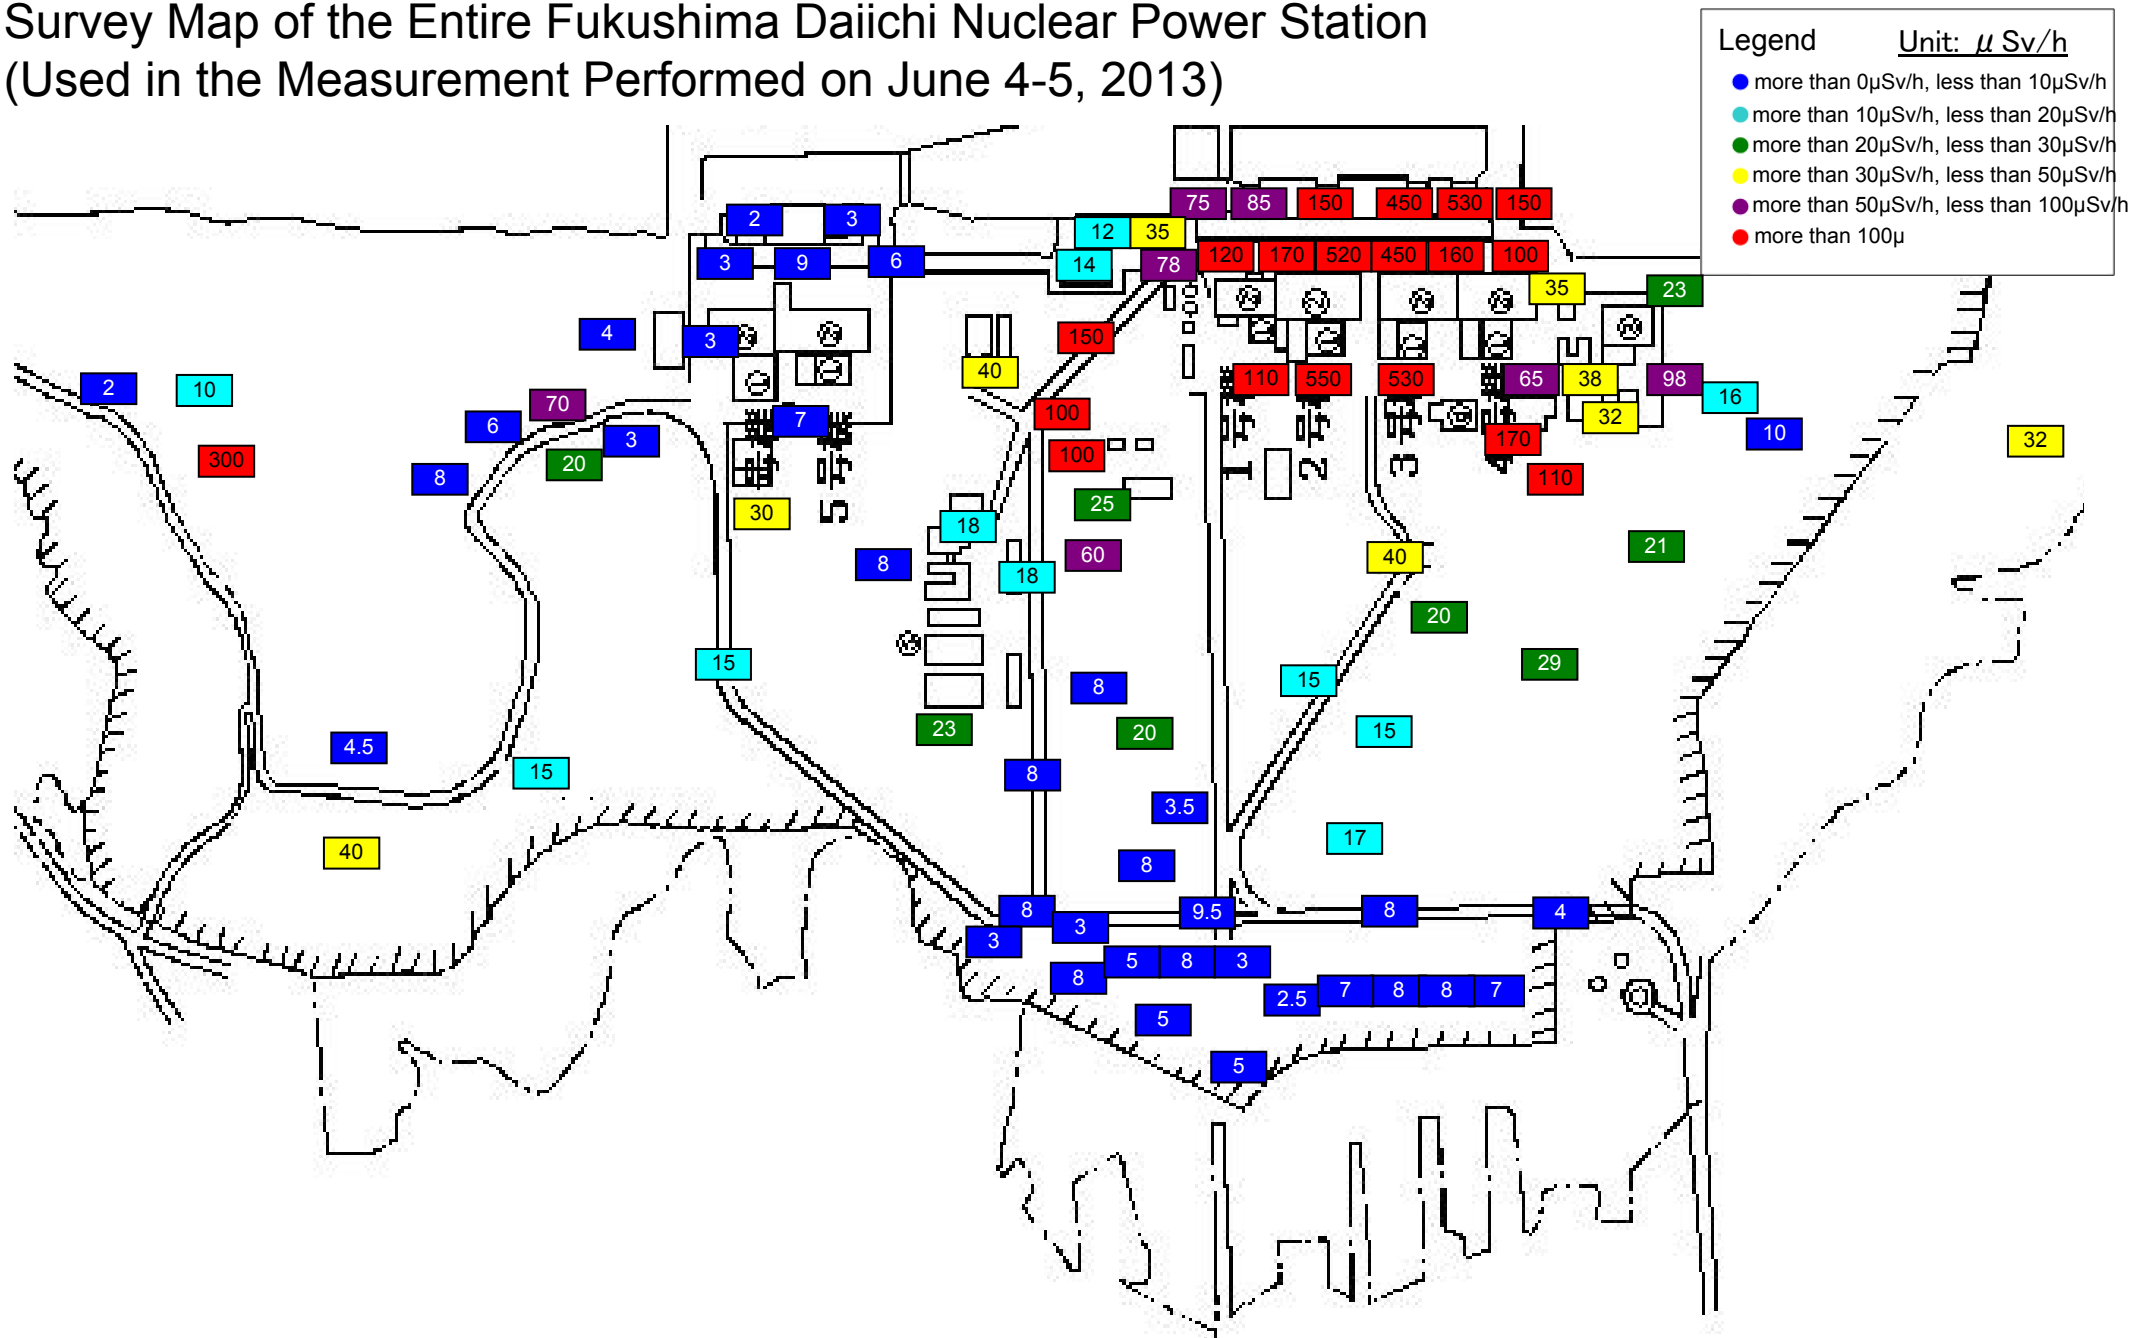 Survey Map of the Entire Fukushima Daiichi Nuclear Power Station
(Used in the Measurement Performed on June 4-5, 2013)
Legend Unit: μ Sv/h
more than 0μSv/h, less than 10μSv/h
more than 10μSv/h, less than 20μSv/h
more than 20μSv/h, less than 30μSv/h
more than 30μSv/h, less than 50μSv/h
more than 50μSv/h, less than 100μSv/h
more than 100μ
75 85 150 450 530 150
2 3 12 35
3 9 6 14 78 120 170 520 450 160 100
35 23
4 3 150
2 10 40 110 550 530 65 38 98 16
70 100 32
6 3 7 10 32
300 20 100 170
8 110
30 18 25
8 18 60 40 21
20
15 8 15 29
23 20 15
4.5 15 8
3.5
40 8 17
8 3 9.5 8 4
3
8 5 8 3
2.5 7 8 8 7
5
5
1
2
3
5